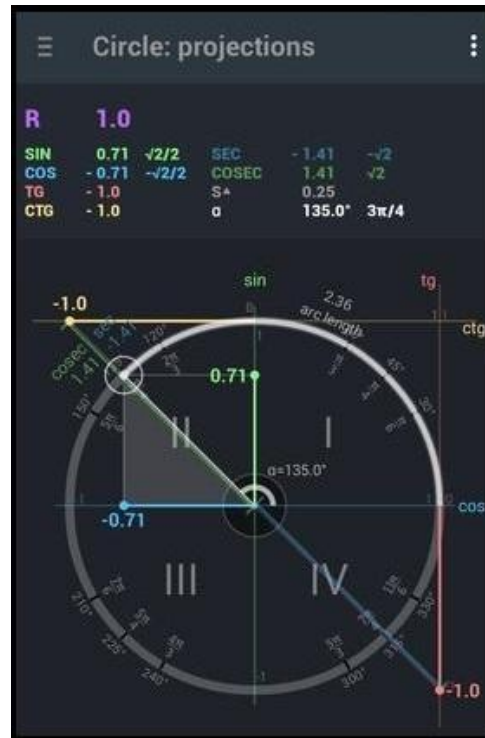 Circle: projections
R 1.0
SIN 0.71 √2/2 SEC - 1.41 -√2
COS - 0.71 -√2/2 COSEC 1.41 √2
TG - 1.0 S▵ 0.25
CTG - 1.0 α 135.0° 3π/4
sin
tg
-1.0
2.36
arc length
ctg
1
cosec
1.41
sec
-1.41
120°
45°
0.71
150°
30°
II
I
α=135.0°
-0.71
cos
III
IV
210°
330°
225°
315°
240°
-1
300°
-1.0